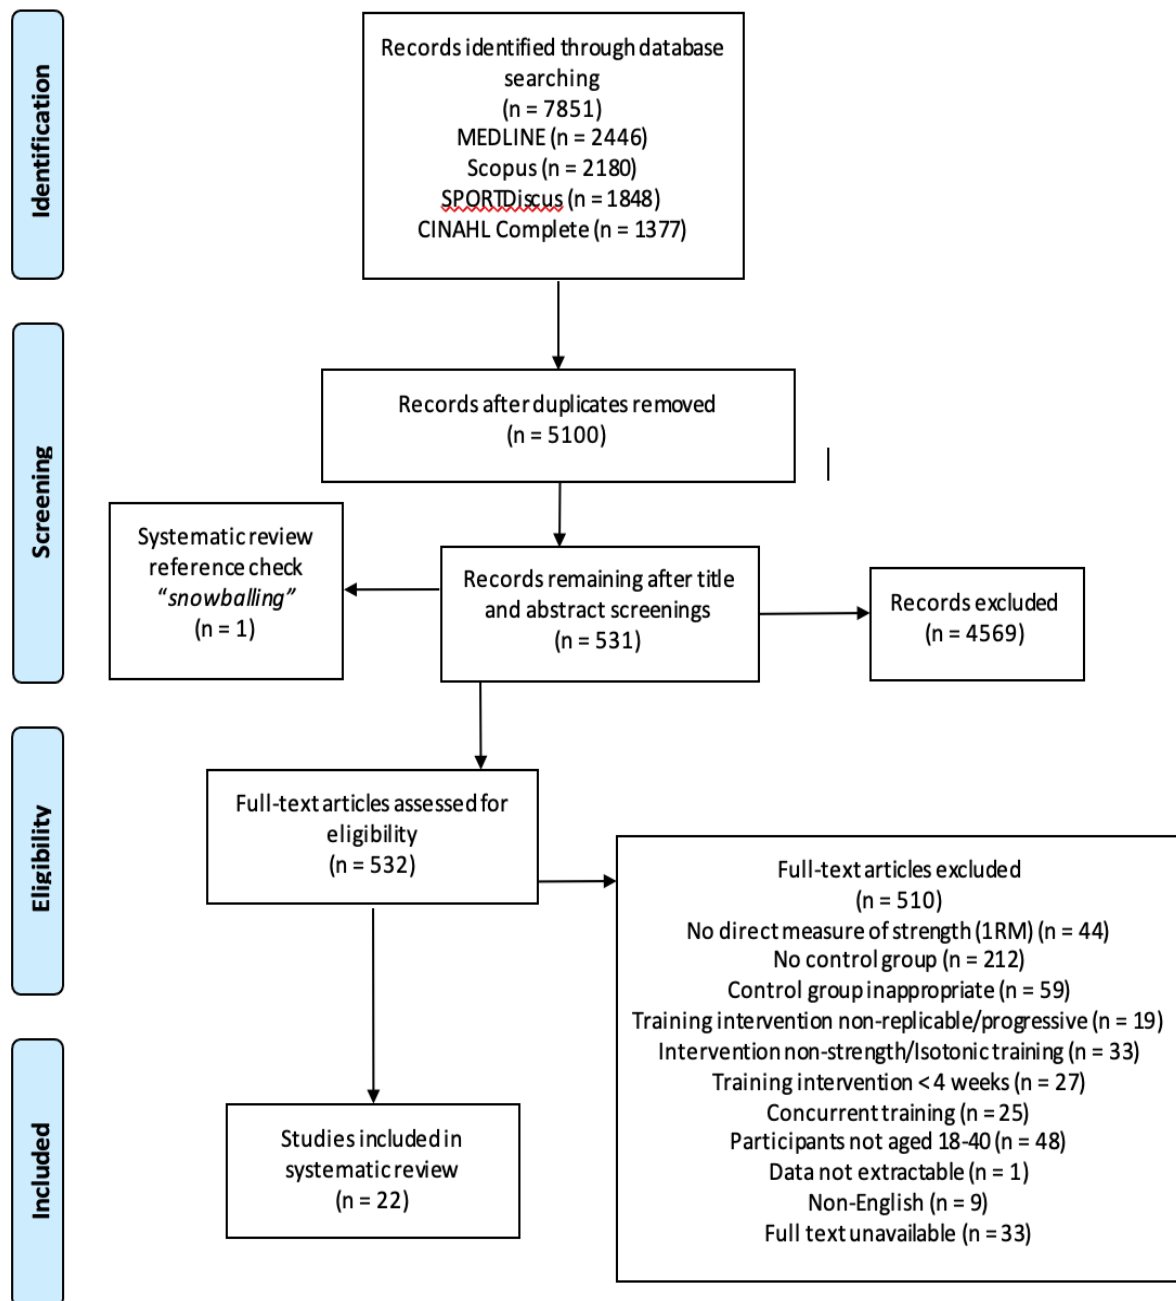 Identification
Records identified through database
searching
(n = 7851)
MEDLINE (n = 2446)
Scopus (n = 2180)
SPORTDiscus (n = 1848)
CINAHL Complete (n = 1377)
Screening
Records after duplicates removed
(n = 5100)
Systematic review
reference check
“snowballing”
(n = 1)
Records remaining after title
and abstract screenings
(n = 531)
Records excluded
(n = 4569)
Eligibility
Full-text articles assessed for
eligibility
(n = 532)
Full-text articles excluded
(n = 510)
No direct measure of strength (1RM) (n = 44)
No control group (n = 212)
Control group inappropriate (n = 59)
Training intervention non-replicable/progressive (n = 19)
Intervention non-strength/Isotonic training (n = 33)
Training intervention < 4 weeks (n = 27)
Concurrent training (n = 25)
Participants not aged 18-40 (n = 48)
Data not extractable (n = 1)
Non-English (n = 9)
Full text unavailable (n = 33)
Included
Studies included in
systematic review
(n = 22)